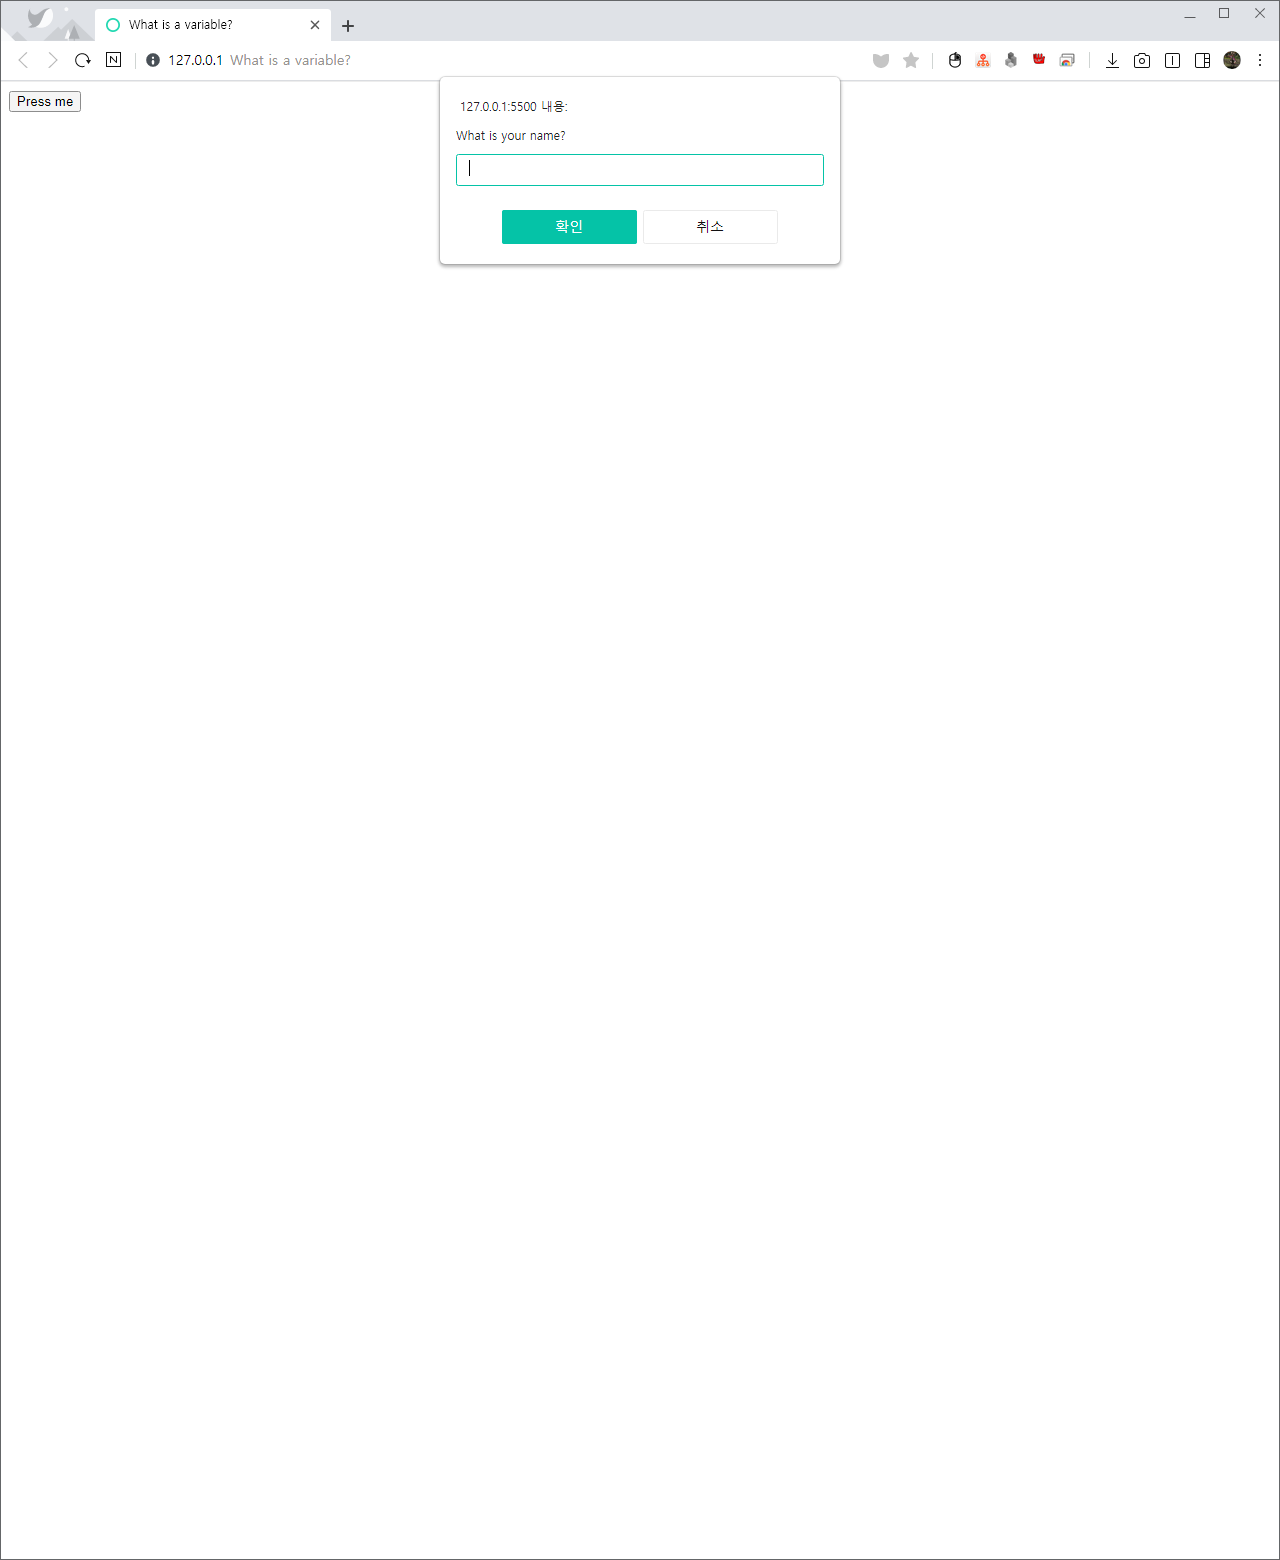 What is a variable?
N
127.0.0.1 What is a variable?
Press me
127.0.0.1:5500 내용:
What is your name?
확인 취소